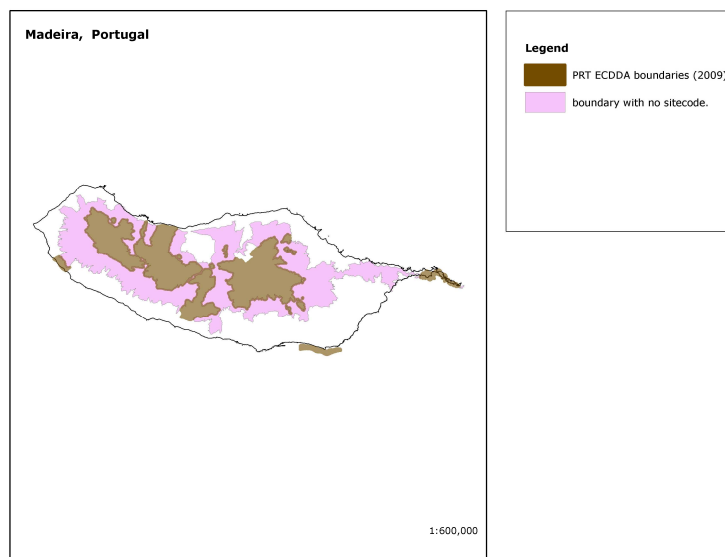 Madeira, Portugal
Legend
PRT ECDDA boundaries (2009)
boundary with no sitecode.
1:600,000